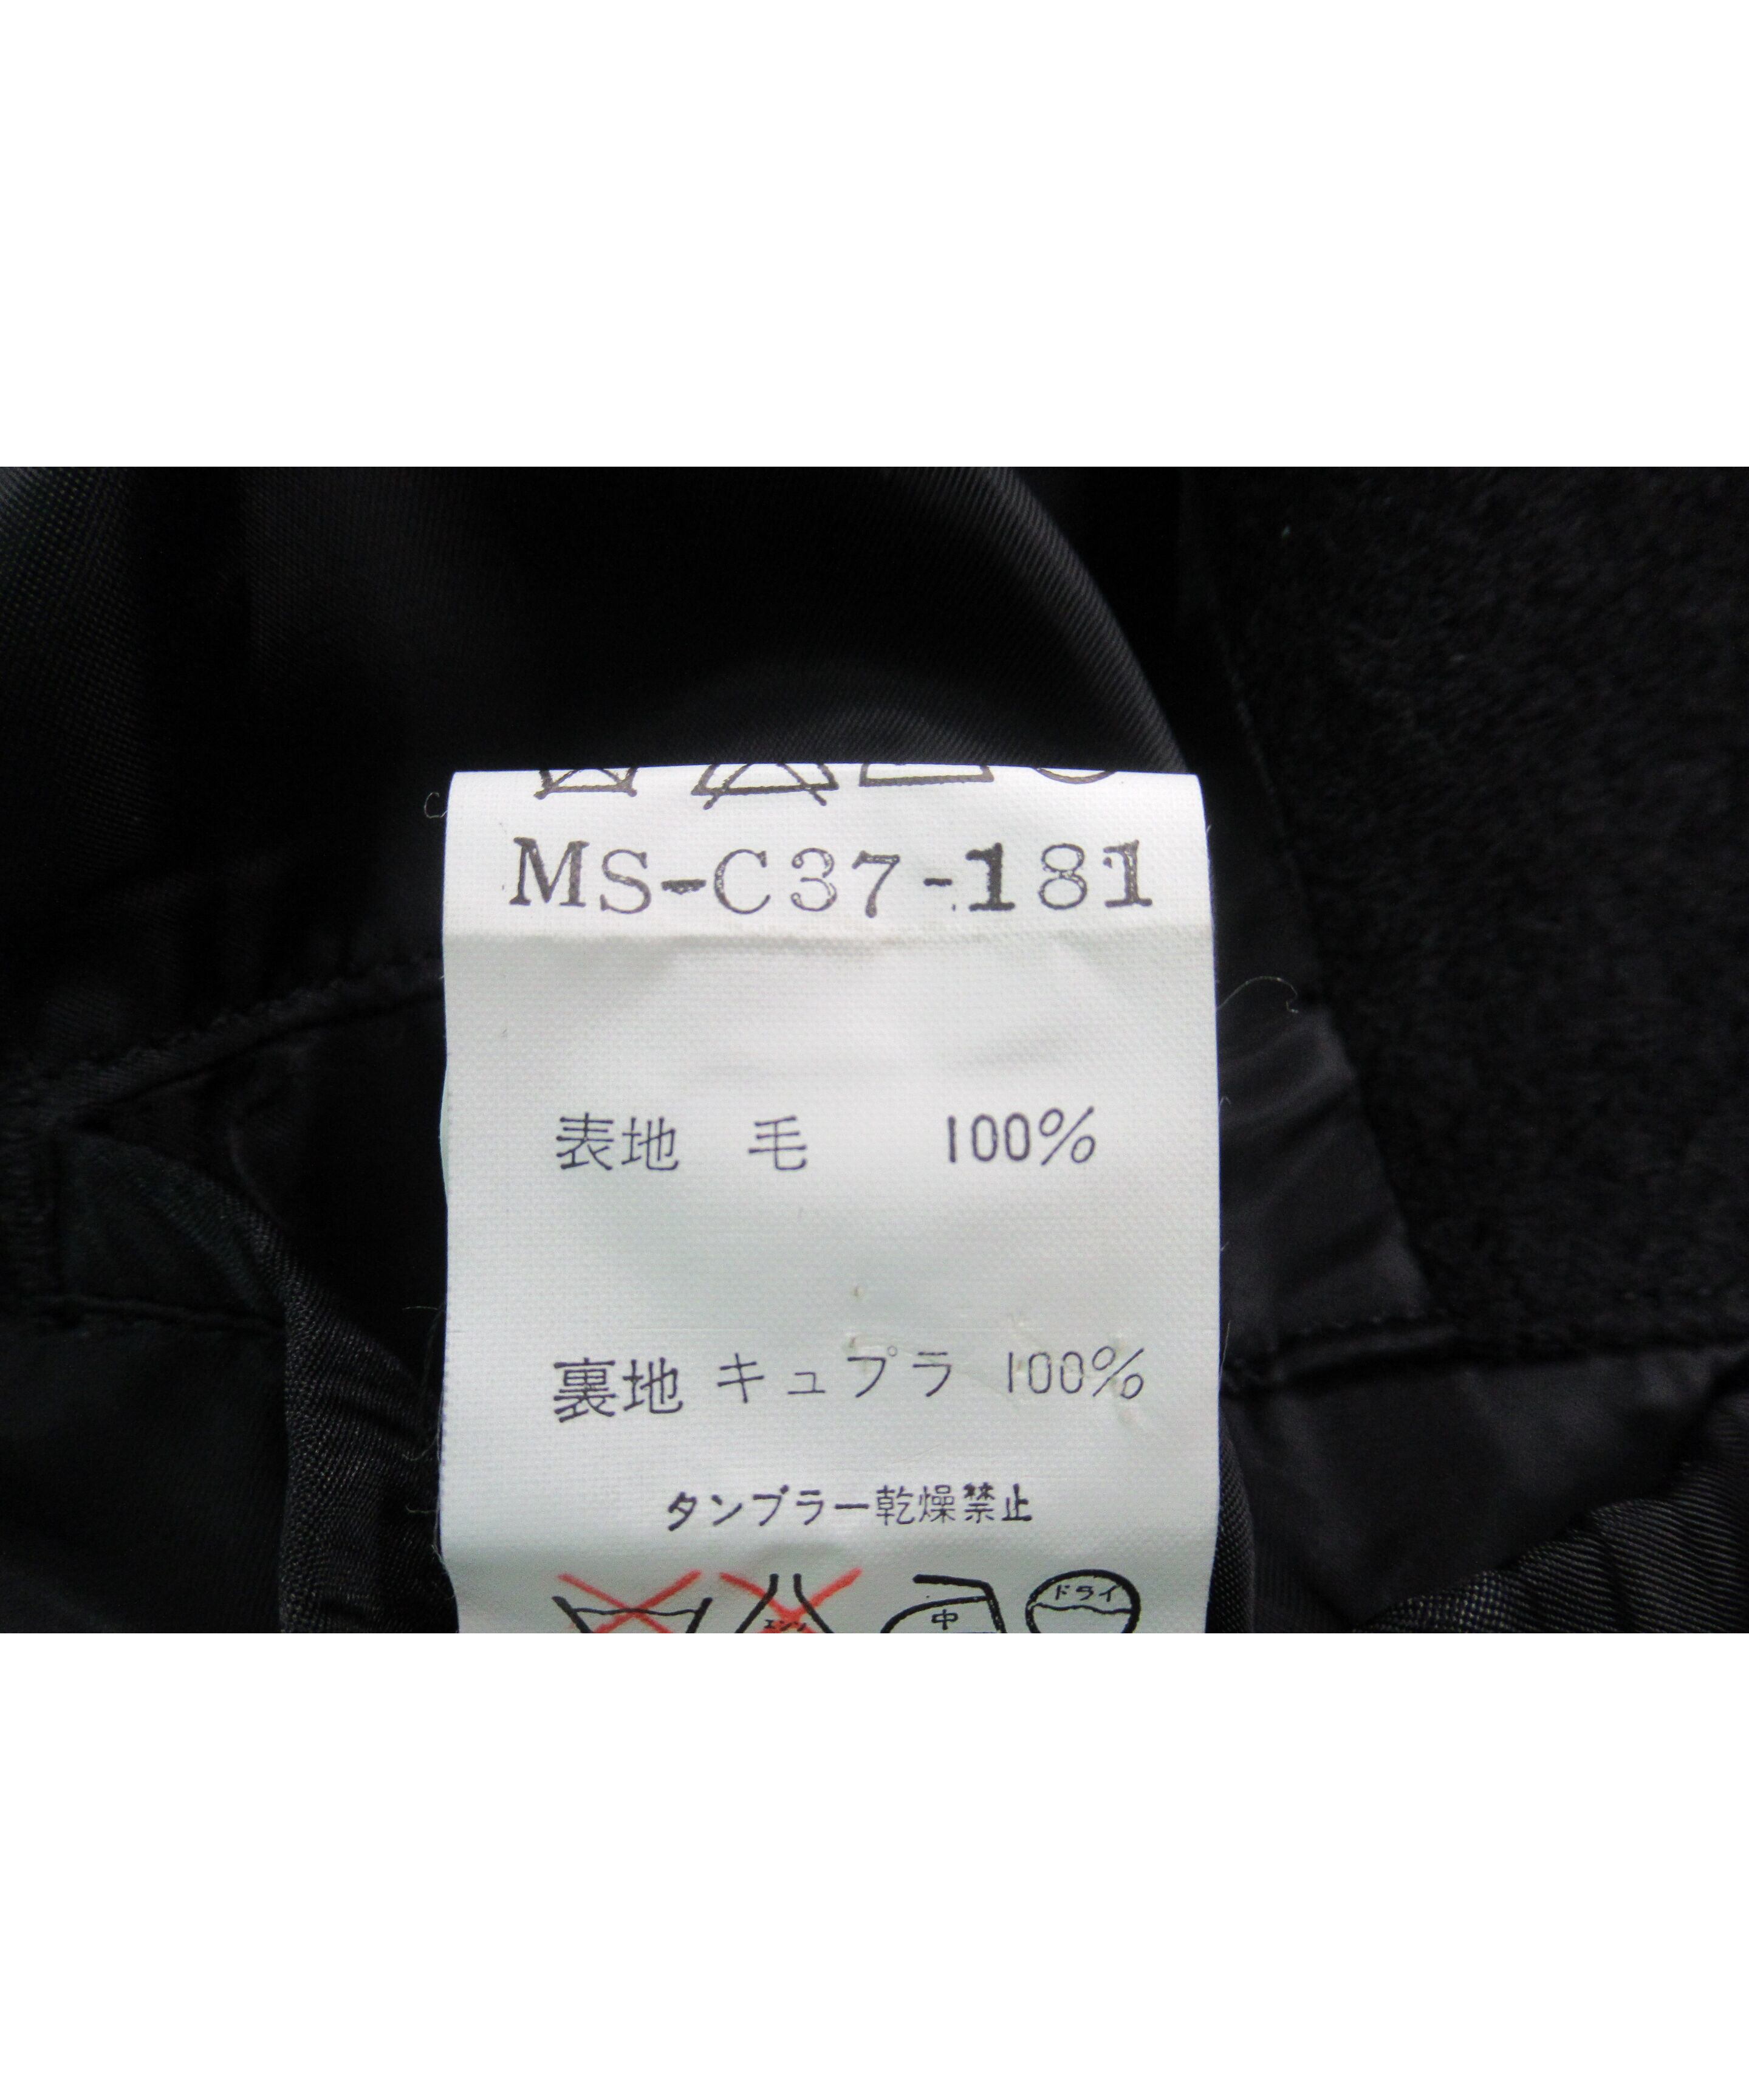 MS-C37-181
表地 毛 100%
裏地 キュプラ 100%
タンブラー乾燥禁止
中 ドライ